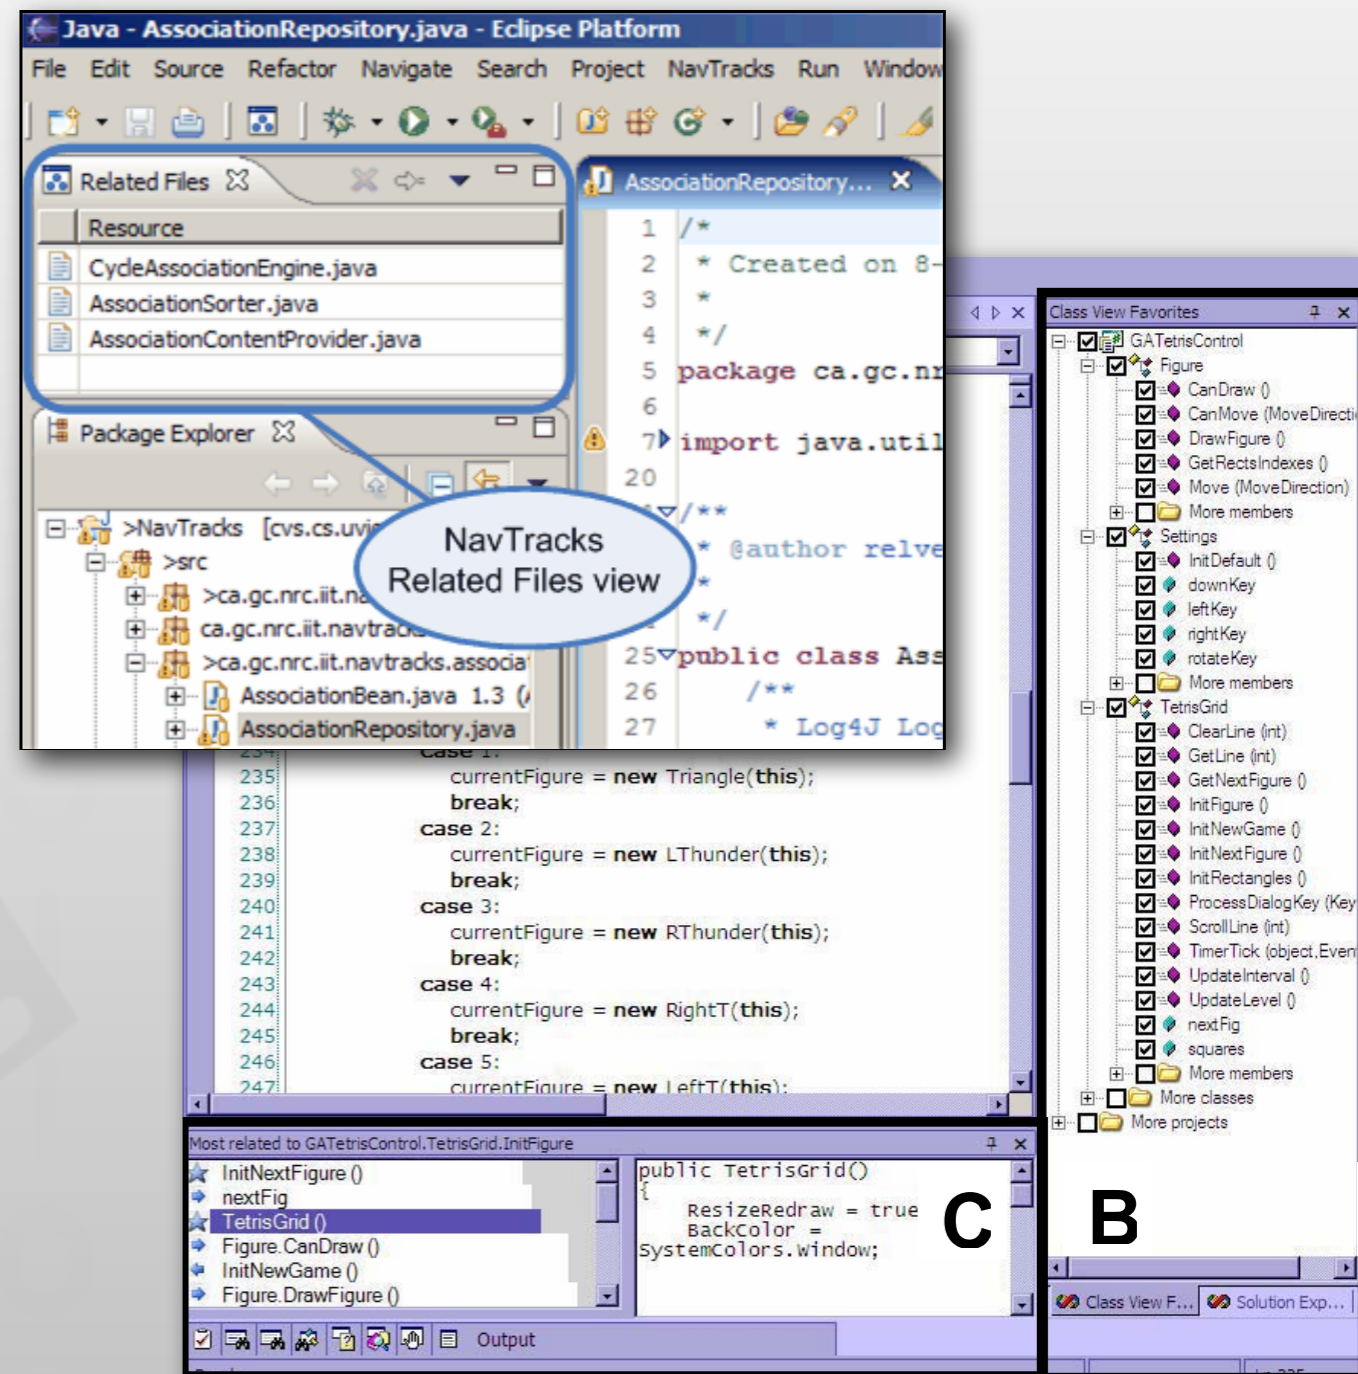 Java - AssociationRepository.java - Eclipse Platform
File Edit Source Refactor Navigate Search Project NavTracks Run Window
Related Files
Resource
CycleAssociationEngine.java
AssociationSorter.java
AssociationContentProvider.java
Package Explorer
>NavTracks [cvs.cs.uvic
>src
>ca.gc.nrc.iit.na
ca.gc.nrc.iit.navtracks
>ca.gc.nrc.iit.navtracks.associa
AssociationBean.java 1.3 (
AssociationRepository.java
NavTracks
Related Files view
AssociationRepository...
1 /*
2 * Created on 8-
3 *
4 */
5 package ca.gc.nr
6
7 import java.util
20
/**
* @author relve
*
*/
25 public class Ass
26 /**
27 * Log4J Log
234 case 1:
235 currentFigure = new Triangle(this);
236 break;
237 case 2:
238 currentFigure = new LThunder(this);
239 break;
240 case 3:
241 currentFigure = new RThunder(this);
242 break;
243 case 4:
244 currentFigure = new RightT(this);
245 break;
246 case 5:
247 currentFigure = new LeftT(this);
Most related to GATetrisControl.TetrisGrid.InitFigure
InitNextFigure ()
nextFig
TetrisGrid ()
Figure.CanDraw ()
InitNewGame ()
Figure.DrawFigure ()
public TetrisGrid()
{
ResizeRedraw = true
BackColor =
SystemColors.Window;
C
Output
Class View Favorites
GATetrisControl
Figure
CanDraw ()
CanMove (MoveDirecti
DrawFigure ()
GetRectsIndexes ()
Move (MoveDirection)
More members
Settings
InitDefault ()
downKey
leftKey
rightKey
rotateKey
More members
TetrisGrid
ClearLine (int)
GetLine (int)
GetNextFigure ()
InitFigure ()
InitNewGame ()
InitNextFigure ()
InitRectangles ()
ProcessDialogKey (Key
ScrollLine (int)
TimerTick (object,Even
UpdateInterval ()
UpdateLevel ()
nextFig
squares
More members
More classes
More projects
B
Class View F... Solution Exp...